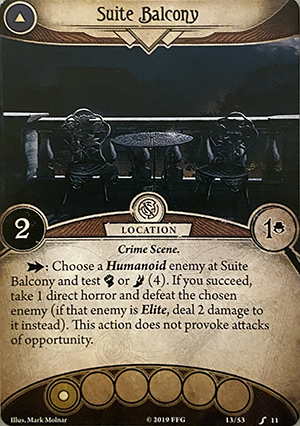 Suite Balcony
2
LOCATION
1
Crime Scene.
: Choose a Humanoid enemy at Suite
Balcony and test or (4). If you succeed,
take 1 direct horror and defeat the chosen
enemy (if that enemy is Elite, deal 2 damage to
it instead). This action does not provoke attacks
of opportunity.
Illus. Mark Molnar © 2019 FFG 13/53 11